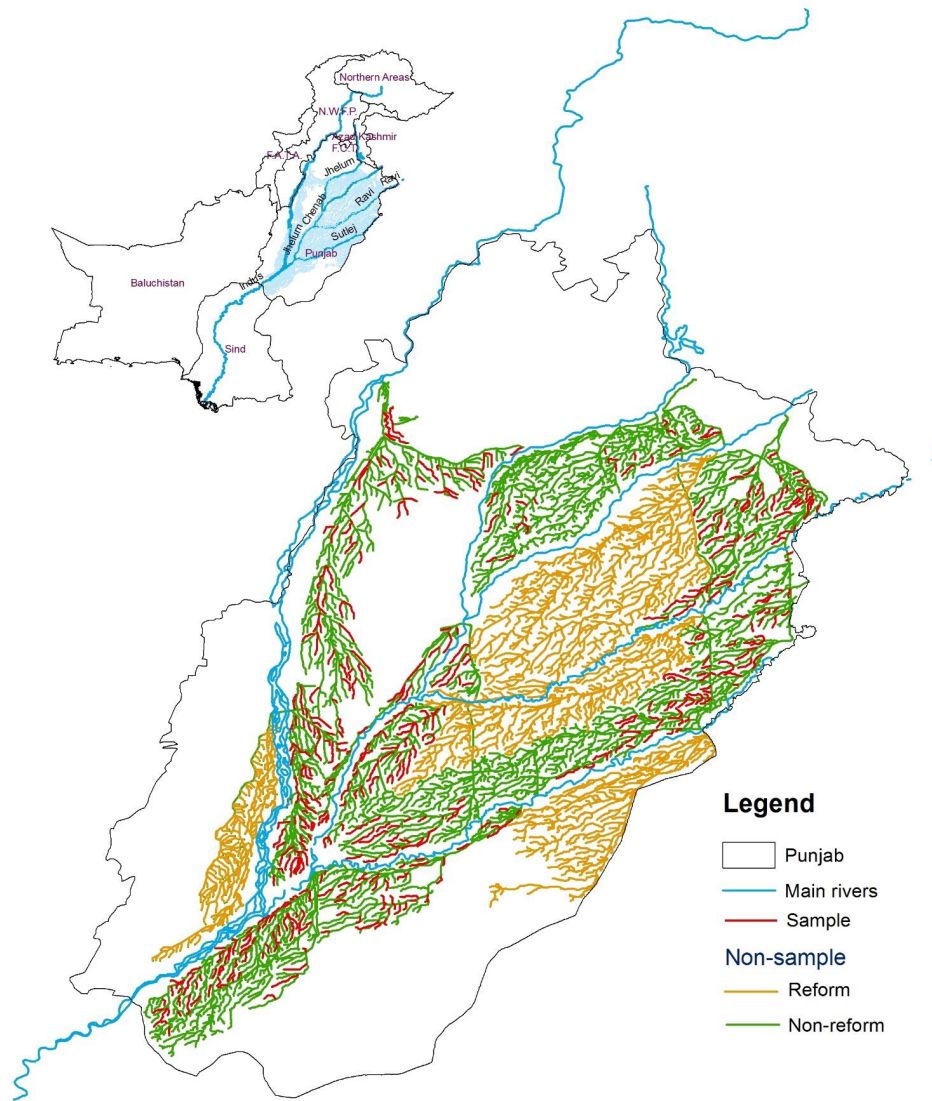 Northern Areas
N.W.F.P.
Azad Kashmir
F.A.T.A.
F.C.T.
Jhelum
Ravi
Ravi
Jhelum Chenab
Sutlej
Punjab
Baluchistan
Indus
Sind
Legend
Punjab
Main rivers
Sample
Non-sample
Reform
Non-reform